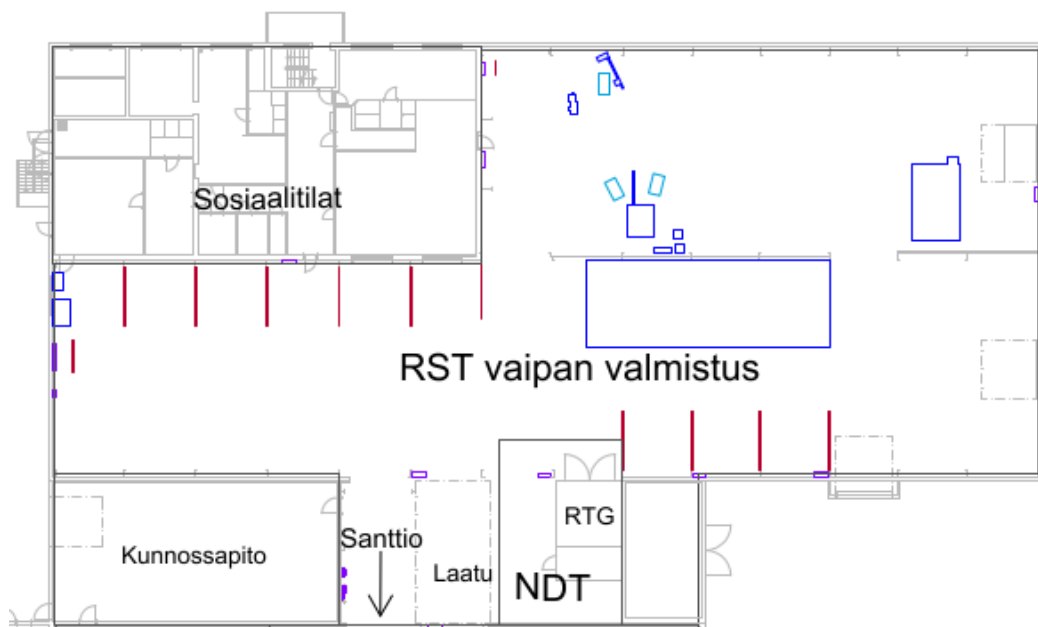 Sosiaalitilat
RST vaipan valmistus
Kunnossapito
Santtio
Laatu
RTG
NDT